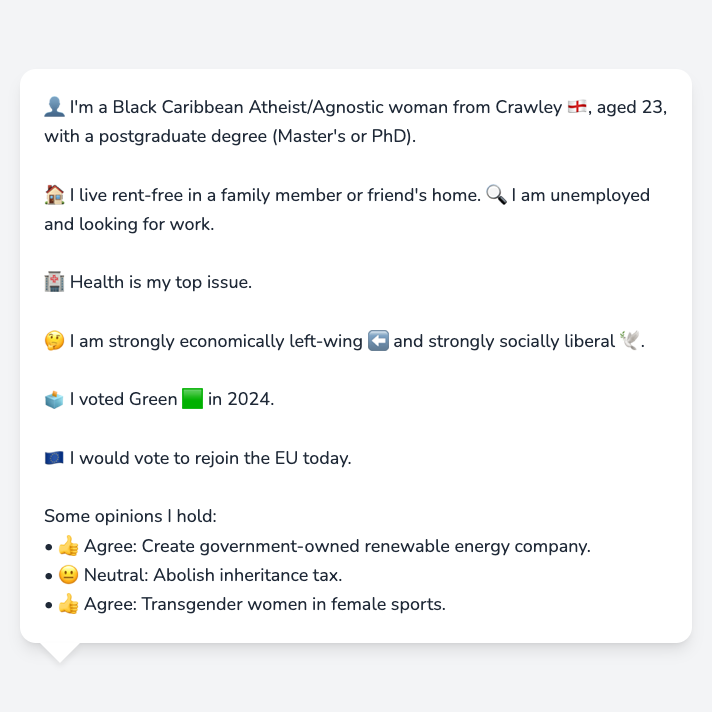 👤 I'm a Black Caribbean Atheist/Agnostic woman from Crawley 🏴󠁧󠁢󠁥󠁮󠁧󠁿, aged 23,
with a postgraduate degree (Master's or PhD).
🏠 I live rent-free in a family member or friend's home. 🔍 I am unemployed
and looking for work.
🏥 Health is my top issue.
🤔 I am strongly economically left-wing ⬅️ and strongly socially liberal 🕊️.
🗳️ I voted Green 🟩 in 2024.
🇪🇺 I would vote to rejoin the EU today.
Some opinions I hold:
• 👍 Agree: Create government-owned renewable energy company.
• 😐 Neutral: Abolish inheritance tax.
• 👍 Agree: Transgender women in female sports.